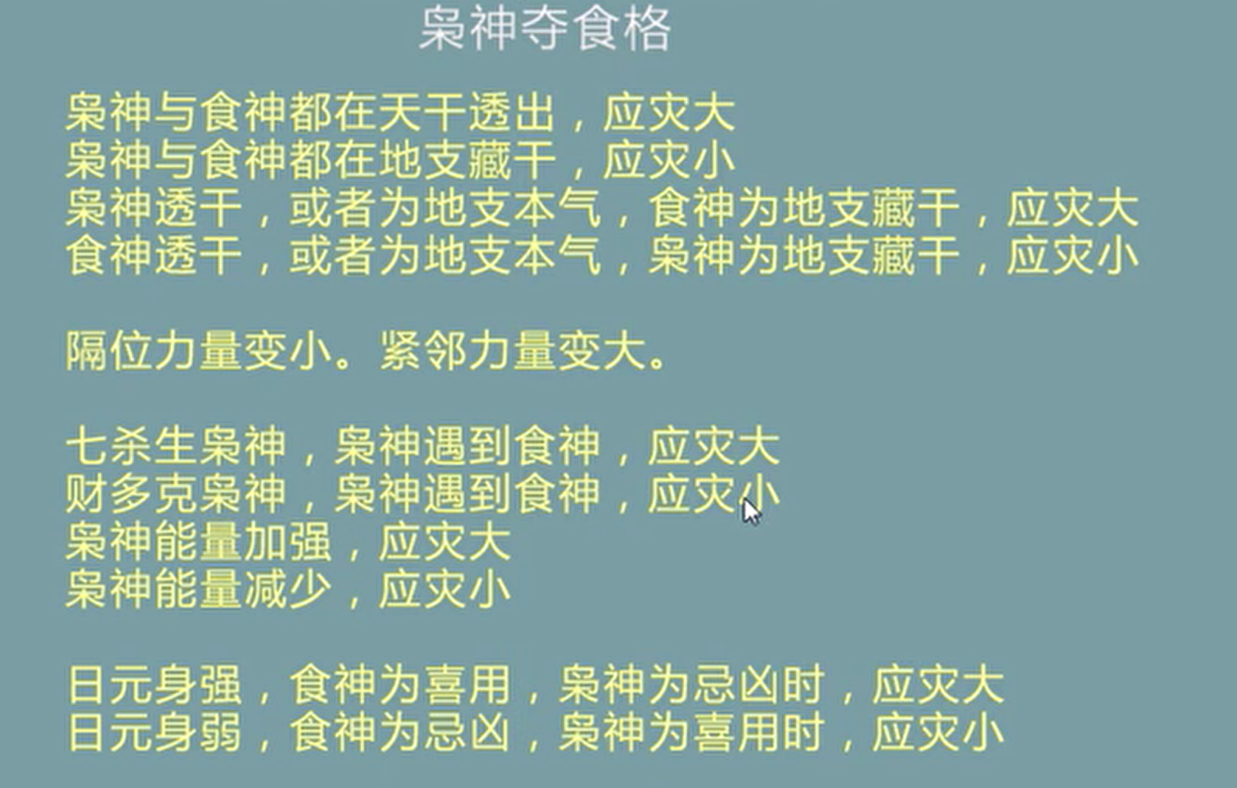 枭神夺食格
枭神与食神都在天干透出，应灾大
枭神与食神都在地支藏干，应灾小
枭神透干，或者为地支本气，食神为地支藏干，应灾大
食神透干，或者为地支本气，枭神为地支藏干，应灾小
隔位力量变小。紧邻力量变大。
七杀生枭神，枭神遇到食神，应灾大
财多克枭神，枭神遇到食神，应灾小
枭神能量加强，应灾大
枭神能量减少，应灾小
日元身强，食神为喜用，枭神为忌凶时，应灾大
日元身弱，食神为忌凶，枭神为喜用时，应灾小